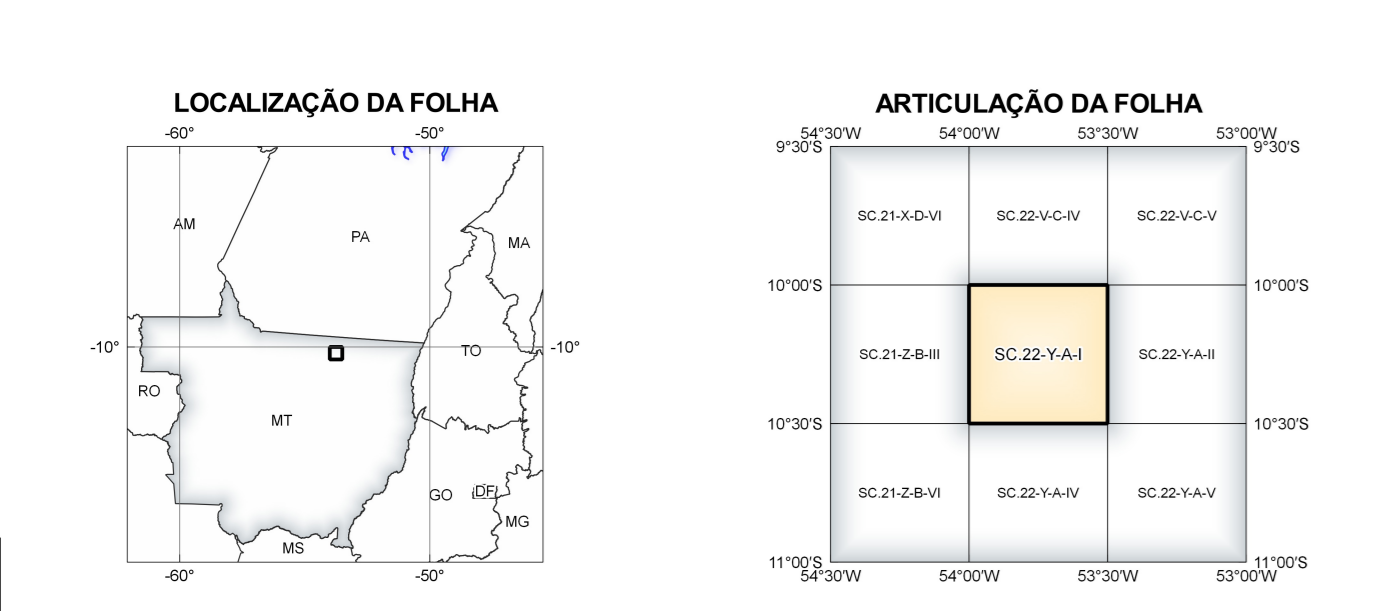 LOCALIZAÇÃO DA FOLHA
-60° -50°
AM
PA
MA
-10° -10°
TO
RO
MT
GO
DF
MG
MS
-60° -50°
ARTICULAÇÃO DA FOLHA
54°30'W 54°00'W 53°30'W 53°00'W
9°30'S 9°30'S
SC.21-X-D-VI SC.22-V-C-IV SC.22-V-C-V
10°00'S 10°00'S
SC.21-Z-B-III SC.22-Y-A-I SC.22-Y-A-II
10°30'S 10°30'S
SC.21-Z-B-VI SC.22-Y-A-IV SC.22-Y-A-V
11°00'S 11°00'S
54°30'W 54°00'W 53°30'W 53°00'W